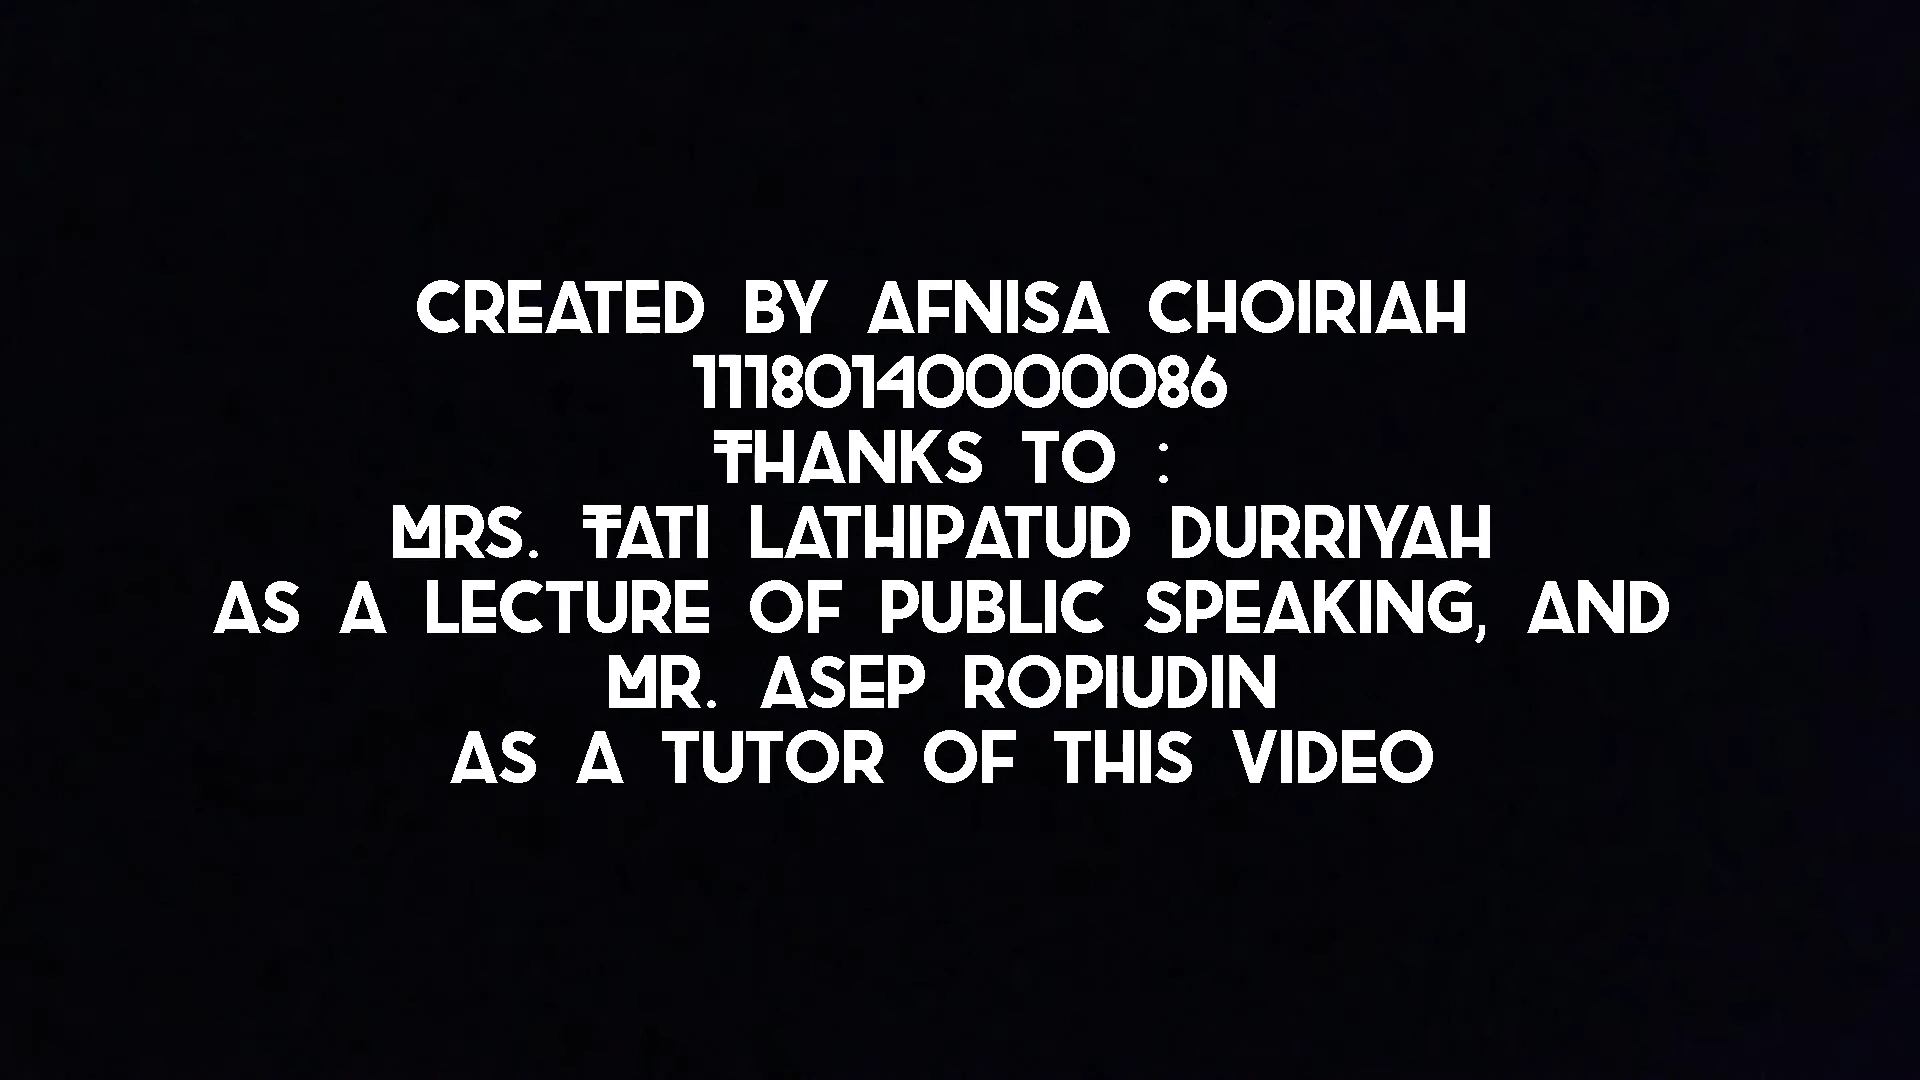 CREATED BY AFNISA CHOIRIAH
11180140000086
THANKS TO :
MRS. TATI LATHIPATUD DURRIYAH
AS A LECTURE OF PUBLIC SPEAKING, AND
MR. ASEP ROPIUDIN
AS A TUTOR OF THIS VIDEO